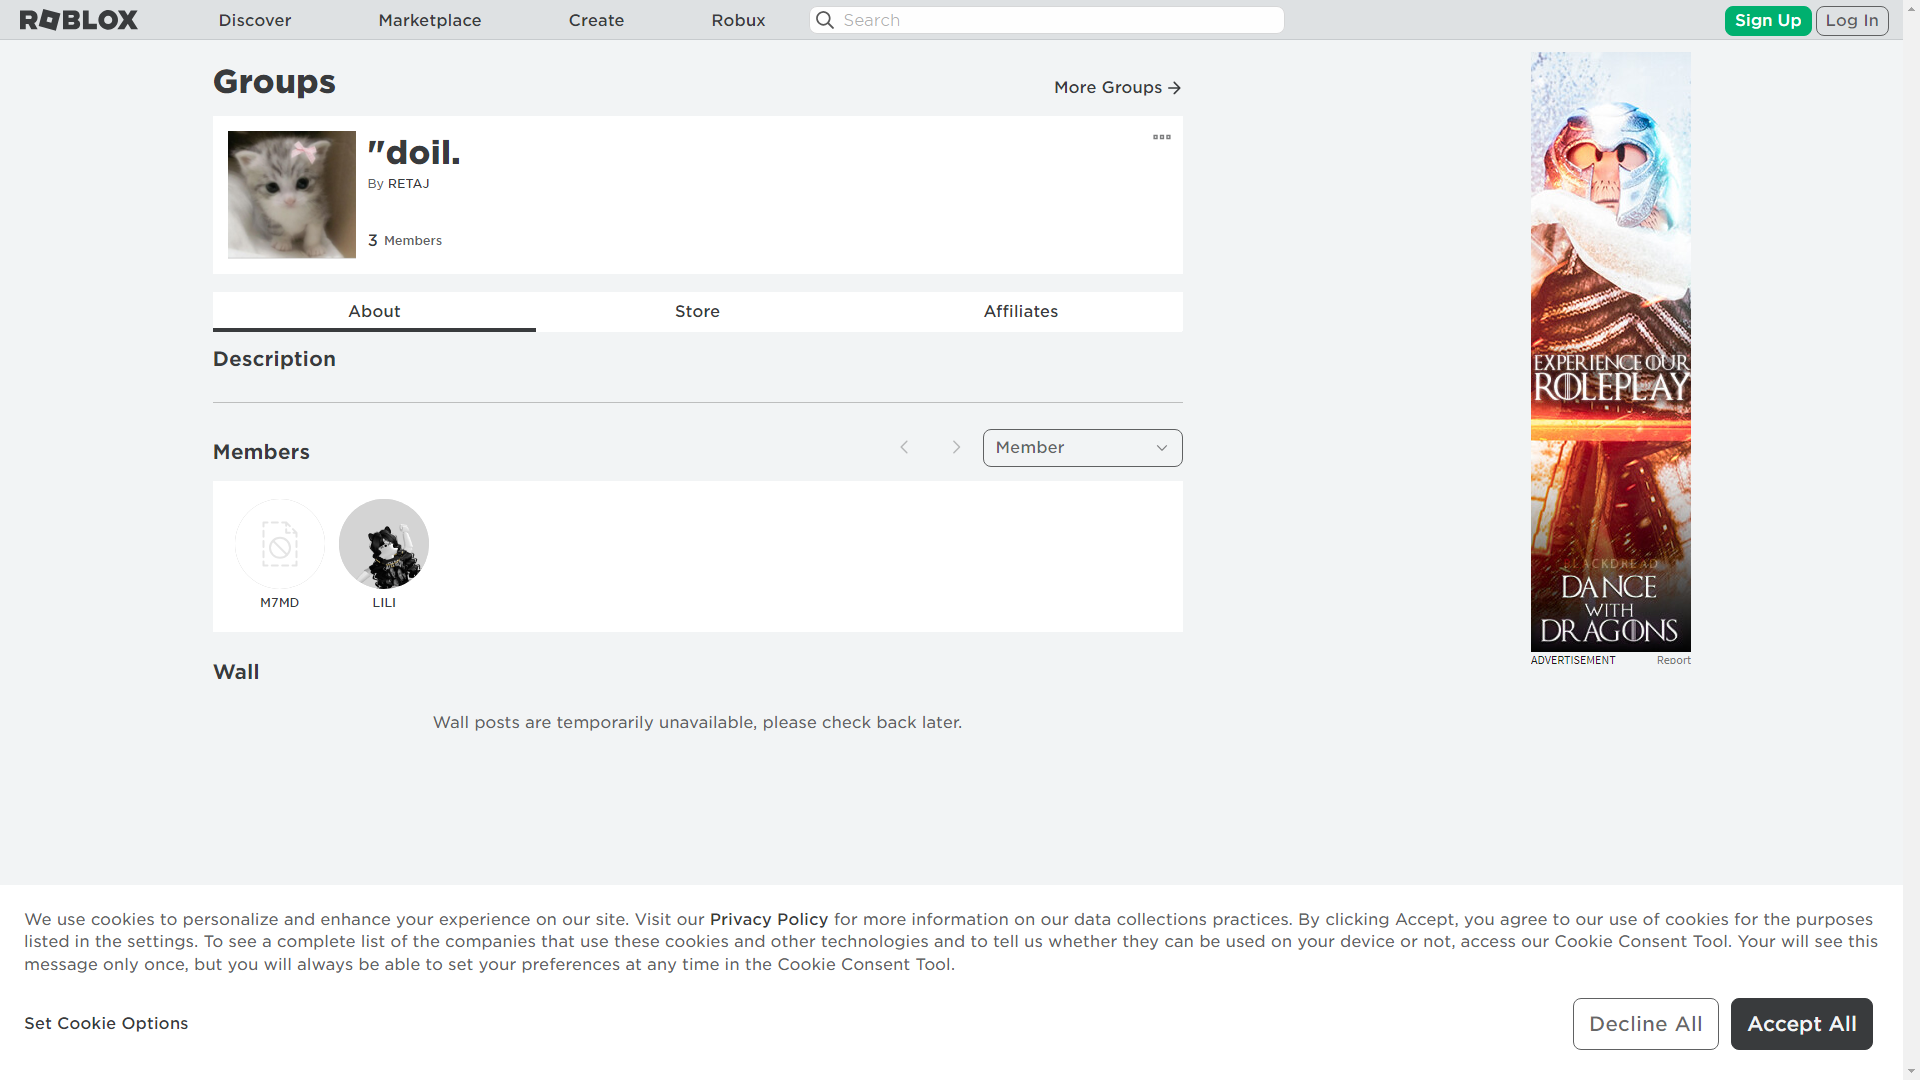 ROBLOX
Discover
Marketplace
Create
Robux
Search
Sign Up
Log In
Groups
More Groups
"doil.
By RETAJ
3 Members
About
Store
Affiliates
Description
Members
Member
M7MD
LILI
Wall
Wall posts are temporarily unavailable, please check back later.
EXPERIENCE OUR
ROLEPLAY
BLACKDREAD
DANCE
WITH
DRAGONS
ADVERTISEMENT
Report
We use cookies to personalize and enhance your experience on our site. Visit our Privacy Policy for more information on our data collections practices. By clicking Accept, you agree to our use of cookies for the purposes
listed in the settings. To see a complete list of the companies that use these cookies and other technologies and to tell us whether they can be used on your device or not, access our Cookie Consent Tool. Your will see this
message only once, but you will always be able to set your preferences at any time in the Cookie Consent Tool.
Set Cookie Options
Decline All
Accept All